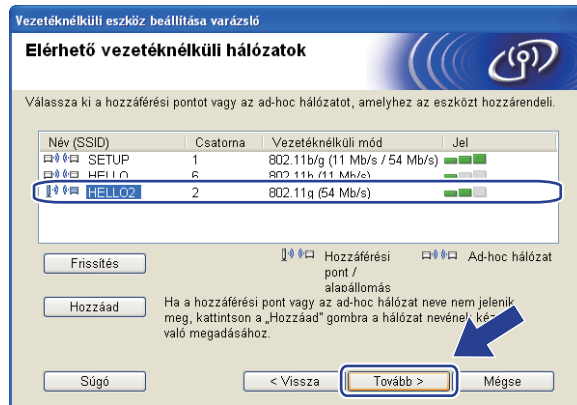 Vezetéknélküli eszköz beállítása varázsló
Elérhető vezetéknélküli hálózatok
Válassza ki a hozzáférési pontot vagy az ad-hoc hálózatot, amelyhez az eszközt hozzárendeli.
Név (SSID) Csatorna Vezetéknélküli mód Jel
SETUP 1 802.11b/g (11 Mb/s / 54 Mb/s)
HELLO 6 802.11b (11 Mb/s)
HELLO2 2 802.11g (54 Mb/s)
Frissítés
Hozzáférési pont / alapállomás
Ad-hoc hálózat
Hozzáad
Ha a hozzáférési pont vagy az ad-hoc hálózat neve nem jelenik
meg, kattintson a „Hozzáad" gombra a hálózat nevének
való megadásához.
Súgó < Vissza Tovább > Mégse